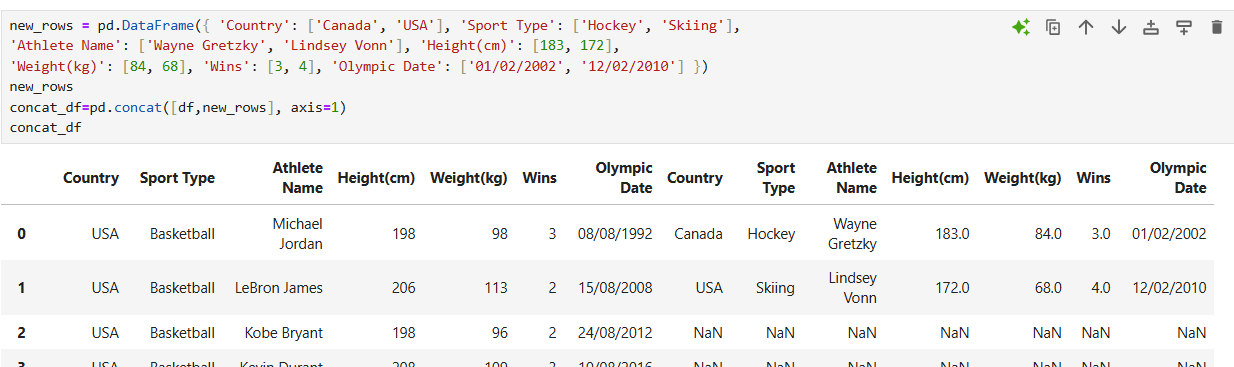 new_rows = pd.DataFrame({ 'Country': ['Canada', 'USA'], 'Sport Type': ['Hockey', 'Skiing'],
'Athlete Name': ['Wayne Gretzky', 'Lindsey Vonn'], 'Height(cm)': [183, 172],
'Weight(kg)': [84, 68], 'Wins': [3, 4], 'Olympic Date': ['01/02/2002', '12/02/2010'] })
new_rows
concat_df=pd.concat([df,new_rows], axis=1)
concat_df
Country Sport Type Athlete Name Height(cm) Weight(kg) Wins Olympic Date Country Sport Type Athlete Name Height(cm) Weight(kg) Wins Olympic Date
0 USA Basketball Michael Jordan 198 98 3 08/08/1992 Canada Hockey Wayne Gretzky 183.0 84.0 3.0 01/02/2002
1 USA Basketball LeBron James 206 113 2 15/08/2008 USA Skiing Lindsey Vonn 172.0 68.0 4.0 12/02/2010
2 USA Basketball Kobe Bryant 198 96 2 24/08/2012 NaN NaN NaN NaN NaN NaN NaN
3 USA Basketball Kevin Durant 208 109 3 10/08/2016 NaN NaN NaN NaN NaN NaN NaN